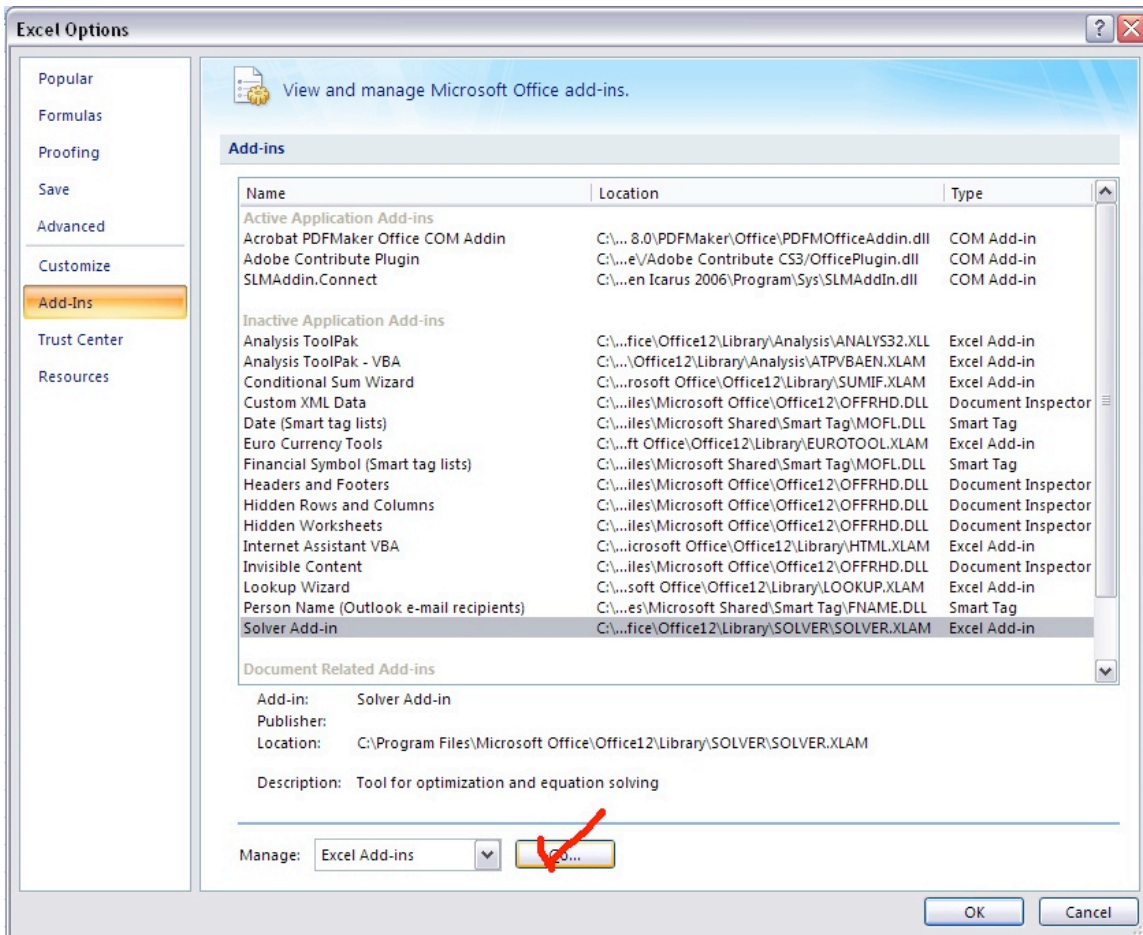 Excel Options
Popular
Formulas
Proofing
Save
Advanced
Customize
Add-Ins
Trust Center
Resources
View and manage Microsoft Office add-ins.
Add-ins
Name Location Type
Active Application Add-ins
Acrobat PDFMaker Office COM Addin C:\... 8.0\PDFMaker\Office\PDFMOfficeAddin.dll COM Add-in
Adobe Contribute Plugin C:\...e\/Adobe Contribute CS3/OfficePlugin.dll COM Add-in
SLMAddin.Connect C:\...en Icarus 2006\Program\Sys\SLMAddIn.dll COM Add-in
Inactive Application Add-ins
Analysis ToolPak C:\...fice\Office12\Library\Analysis\ANALYS32.XLL Excel Add-in
Analysis ToolPak - VBA C:\...\Office12\Library\Analysis\ATPVBAEN.XLAM Excel Add-in
Conditional Sum Wizard C:\...rosoft Office\Office12\Library\SUMIF.XLAM Excel Add-in
Custom XML Data C:\...iles\Microsoft Office\Office12\OFFRHD.DLL Document Inspector
Date (Smart tag lists) C:\...iles\Microsoft Shared\Smart Tag\MOFL.DLL Smart Tag
Euro Currency Tools C:\...ft Office\Office12\Library\EUROTOOL.XLAM Excel Add-in
Financial Symbol (Smart tag lists) C:\...iles\Microsoft Shared\Smart Tag\MOFL.DLL Smart Tag
Headers and Footers C:\...iles\Microsoft Office\Office12\OFFRHD.DLL Document Inspector
Hidden Rows and Columns C:\...iles\Microsoft Office\Office12\OFFRHD.DLL Document Inspector
Hidden Worksheets C:\...iles\Microsoft Office\Office12\OFFRHD.DLL Document Inspector
Internet Assistant VBA C:\...icrosoft Office\Office12\Library\HTML.XLAM Excel Add-in
Invisible Content C:\...iles\Microsoft Office\Office12\OFFRHD.DLL Document Inspector
Lookup Wizard C:\...soft Office\Office12\Library\LOOKUP.XLAM Excel Add-in
Person Name (Outlook e-mail recipients) C:\...es\Microsoft Shared\Smart Tag\FNAME.DLL Smart Tag
Solver Add-in C:\...fice\Office12\Library\SOLVER\SOLVER.XLAM Excel Add-in
Document Related Add-ins
Add-in: Solver Add-in
Publisher:
Location: C:\Program Files\Microsoft Office\Office12\Library\SOLVER\SOLVER.XLAM
Description: Tool for optimization and equation solving
Manage: Excel Add-ins Go...
OK Cancel